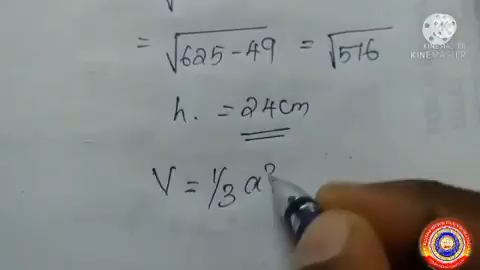 = √625-49 = √576
h. = 24cm
V = 1/3 a²
KINEMASTER